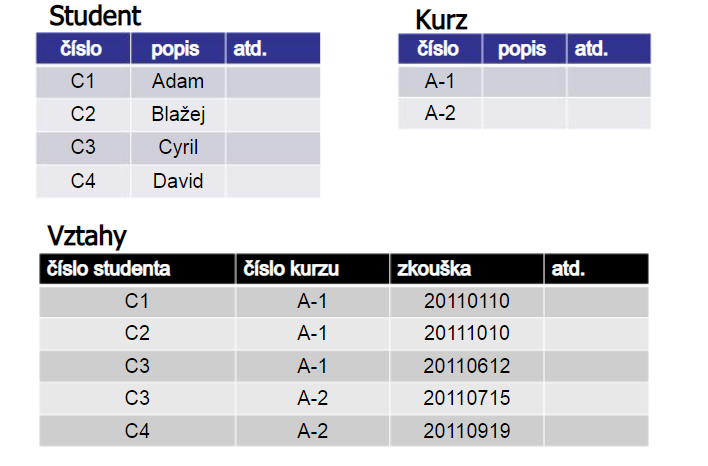 Student
číslo popis atd.
C1 Adam
C2 Blažej
C3 Cyril
C4 David
Kurz
číslo popis atd.
A-1
A-2
Vztahy
číslo studenta číslo kurzu zkouška atd.
C1 A-1 20110110
C2 A-1 20111010
C3 A-1 20110612
C3 A-2 20110715
C4 A-2 20110919